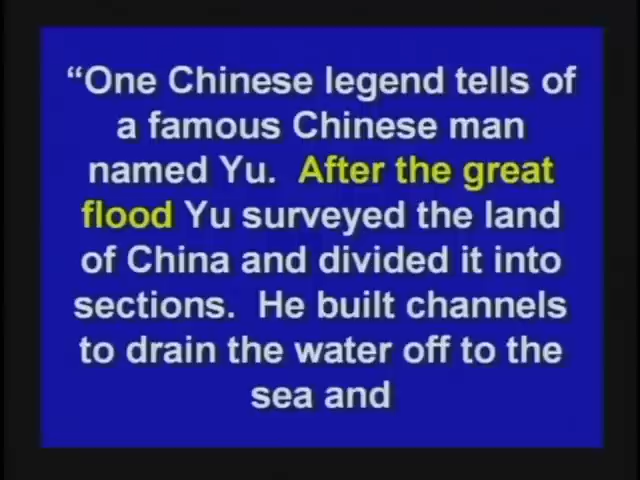 “One Chinese legend tells of
a famous Chinese man
named Yu.  After the great
flood Yu surveyed the land
of China and divided it into
sections.  He built channels
to drain the water off to the
sea and